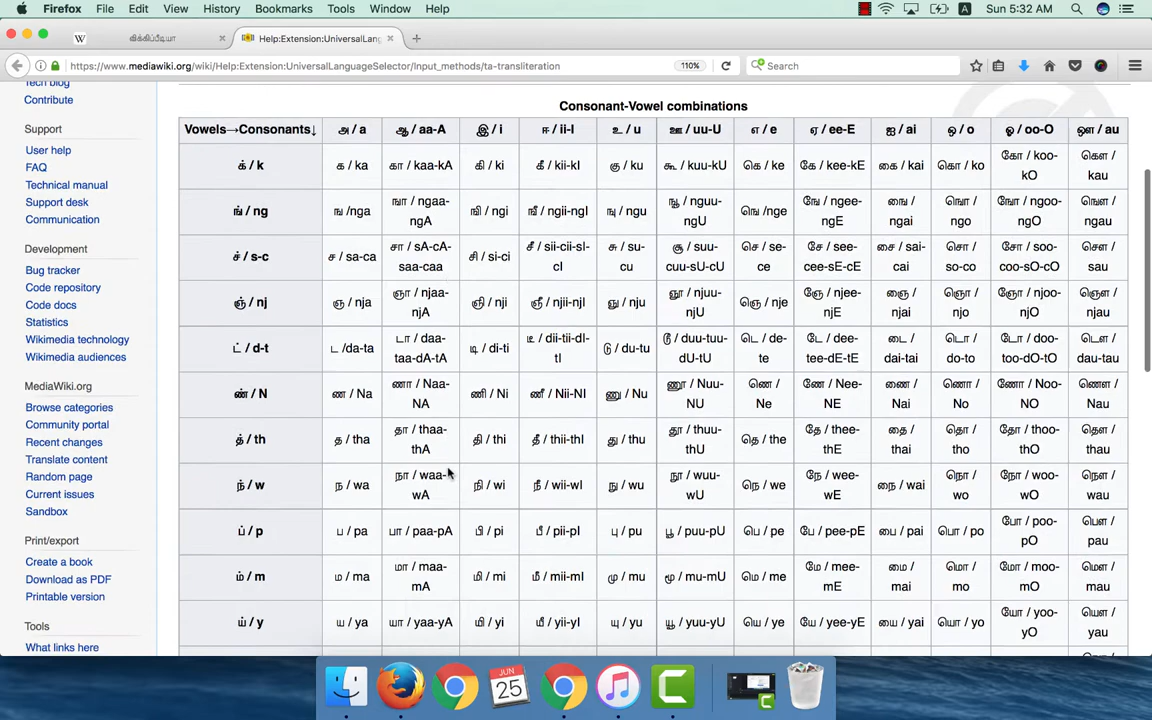 Firefox File Edit View History Bookmarks Tools Window Help Sun 5:32 AM
விக்கிப்பீடியா Help:Extension:UniversalLang
https://www.mediawiki.org/wiki/Help:Extension:UniversalLanguageSelector/Input_methods/ta-transliteration 110% Search
Tech blog
Contribute
Support
User help
FAQ
Technical manual
Support desk
Communication
Development
Bug tracker
Code repository
Code docs
Statistics
Wikimedia technology
Wikimedia audiences
MediaWiki.org
Browse categories
Community portal
Recent changes
Translate content
Random page
Current issues
Sandbox
Print/export
Create a book
Download as PDF
Printable version
Tools
What links here
Consonant-Vowel combinations
Vowels→Consonants↓ அ / a ஆ / aa-A இ / i ஈ / ii-I உ / u ஊ / uu-U எ / e ஏ / ee-E ஐ / ai ஒ / o ஓ / oo-O ஔ / au
க் / k க / ka கா / kaa-kA கி / ki கீ / kii-kI கு / ku கூ / kuu-kU கெ / ke கே / kee-kE கை / kai கொ / ko கோ / koo-kO கௌ / kau
ங் / ng ங /nga ஙா / ngaa-ngA ஙி / ngi ஙீ / ngii-ngI ஙு / ngu ஙூ / nguu-ngU ஙெ /nge ஙே / ngee-ngE ஙை / ngai ஙொ / ngo ஙோ / ngoo-ngO ஙௌ / ngau
ச் / s-c ச / sa-ca சா / sA-cA-saa-caa சி / si-ci சீ / sii-cii-sI-cI சு / su-cu சூ / suu-cuu-sU-cU செ / se-ce சே / see-cee-sE-cE சை / sai-cai சொ / so-co சோ / soo-coo-sO-cO சௌ / sau
ஞ் / nj ஞ / nja ஞா / njaa-njA ஞி / nji ஞீ / njii-njI ஞு / nju ஞூ / njuu-njU ஞெ / nje ஞே / njee-njE ஞை / njai ஞொ / njo ஞோ / njoo-njO ஞௌ / njau
ட் / d-t ட /da-ta டா / daa-taa-dA-tA டி / di-ti டீ / dii-tii-dI-tI டு / du-tu டூ / duu-tuu-dU-tU டெ / de-te டே / dee-tee-dE-tE டை / dai-tai டொ / do-to டோ / doo-too-dO-tO டௌ / dau-tau
ண் / N ண / Na ணா / Naa-NA ணி / Ni ணீ / Nii-NI ணு / Nu ணூ / Nuu-NU ணெ / Ne ணே / Nee-NE ணை / Nai ணொ / No ணோ / Noo-NO ணௌ / Nau
த் / th த / tha தா / thaa-thA தி / thi தீ / thii-thI து / thu தூ / thuu-thU தெ / the தே / thee-thE தை / thai தொ / tho தோ / thoo-thO தௌ / thau
ந் / w ந / wa நா / waa-wA நி / wi நீ / wii-wI நு / wu நூ / wuu-wU நெ / we நே / wee-wE நை / wai நொ / wo நோ / woo-wO நௌ / wau
ப் / p ப / pa பா / paa-pA பி / pi பீ / pii-pI பு / pu பூ / puu-pU பெ / pe பே / pee-pE பை / pai பொ / po போ / poo-pO பௌ / pau
ம் / m ம / ma மா / maa-mA மி / mi மீ / mii-mI மு / mu மூ / mu-mU மெ / me மே / mee-mE மை / mai மொ / mo மோ / moo-mO மௌ / mau
ய் / y ய / ya யா / yaa-yA யி / yi யீ / yii-yI யு / yu யூ / yuu-yU யெ / ye யே / yee-yE யை / yai யொ / yo யோ / yoo-yO யௌ / yau
JUN
25